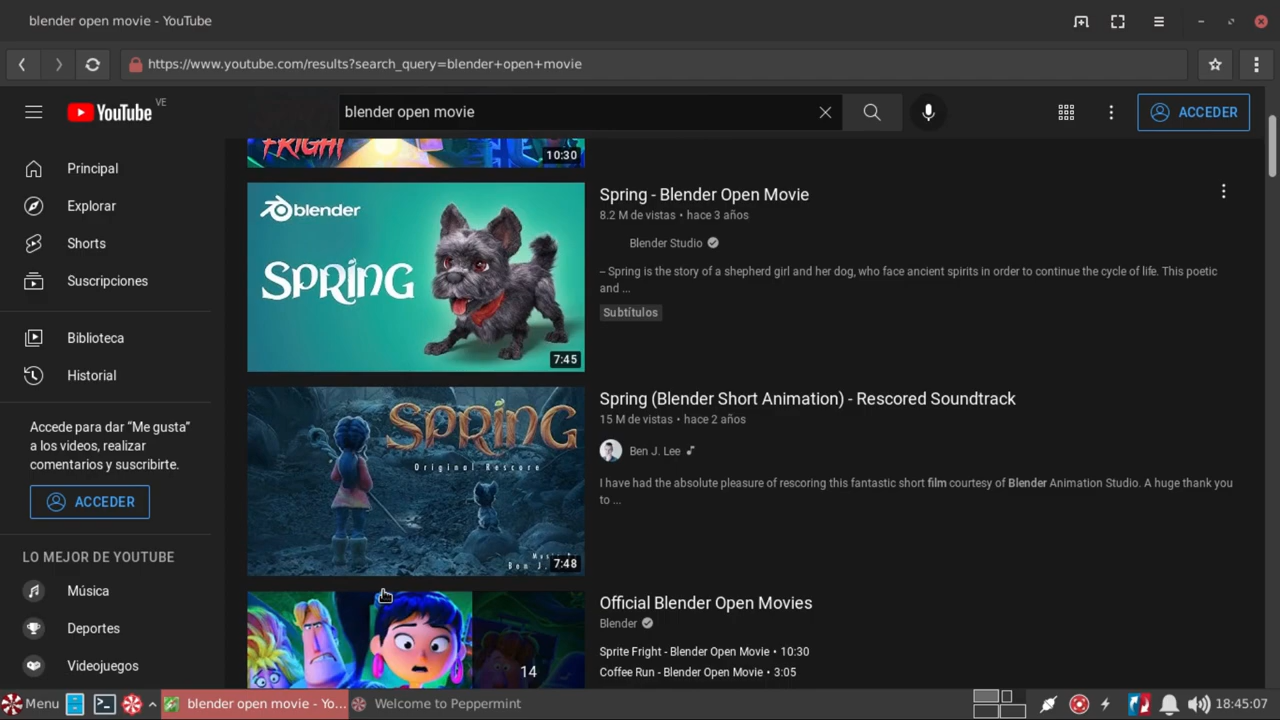 blender open movie - YouTube
https://www.youtube.com/results?search_query=blender+open+movie
YouTube VE
blender open movie
ACCEDER
Principal
Explorar
Shorts
Suscripciones
Biblioteca
Historial
Accede para dar “Me gusta”
a los videos, realizar
comentarios y suscribirte.
ACCEDER
LO MEJOR DE YOUTUBE
Música
Deportes
Videojuegos
FRIGHT
10:30
blender
SPRING
7:45
Spring - Blender Open Movie
8.2 M de vistas • hace 3 años
Blender Studio
– Spring is the story of a shepherd girl and her dog, who face ancient spirits in order to continue the cycle of life. This poetic
and ...
Subtítulos
SPRING
Original Rescore
Ben J.
7:48
Spring (Blender Short Animation) - Rescored Soundtrack
15 M de vistas • hace 2 años
Ben J. Lee
I have had the absolute pleasure of rescoring this fantastic short film courtesy of Blender Animation Studio. A huge thank you
to ...
14
Official Blender Open Movies
Blender
Sprite Fright - Blender Open Movie • 10:30
Coffee Run - Blender Open Movie • 3:05
Menu
blender open movie - Yo...
Welcome to Peppermint
18:45:07